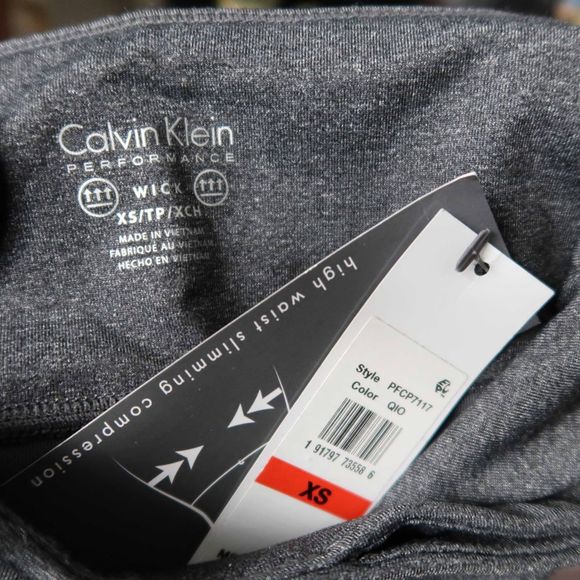 Calvin Klein
PERFORMANCE
WICK
XS/TP/XCH
MADE IN VIETNAM
FABRIQUÉ AU VIETNAM
HECHO EN VIETNAM
high waist slimming compression
Style PFCP7117
Color QIO
1 91797 73558 6
XS